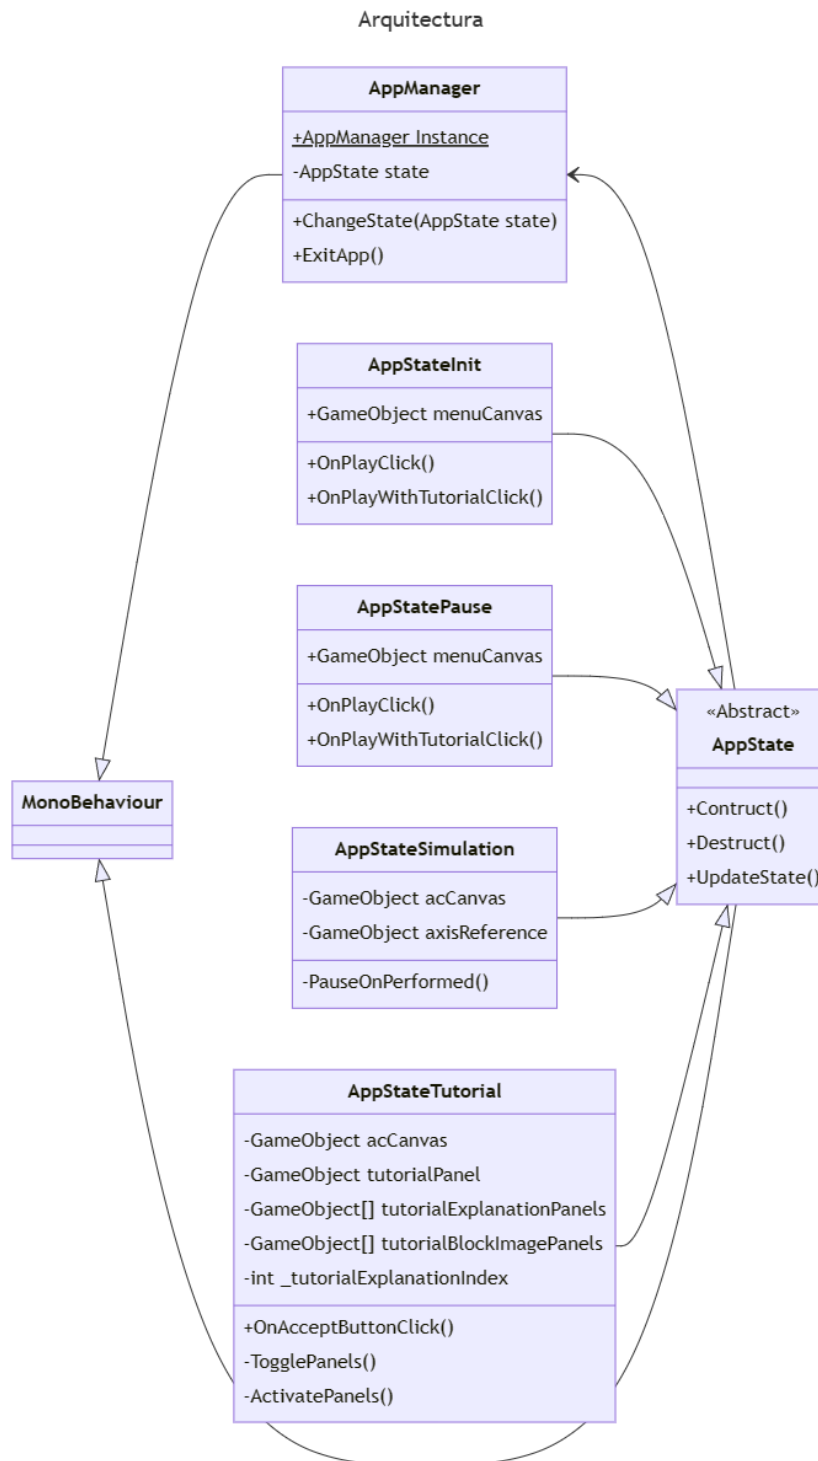 Arquitectura
AppManager
+AppManager Instance
-AppState state
+ChangeState(AppState state)
+ExitApp()
AppStateInit
+GameObject menuCanvas
+OnPlayClick()
+OnPlayWithTutorialClick()
AppStatePause
+GameObject menuCanvas
+OnPlayClick()
+OnPlayWithTutorialClick()
«Abstract»
AppState
+Contruct()
+Destruct()
+UpdateState()
MonoBehaviour
AppStateSimulation
-GameObject acCanvas
-GameObject axisReference
-PauseOnPerformed()
AppStateTutorial
-GameObject acCanvas
-GameObject tutorialPanel
-GameObject[] tutorialExplanationPanels
-GameObject[] tutorialBlockImagePanels
-int _tutorialExplanationIndex
+OnAcceptButtonClick()
-TogglePanels()
-ActivatePanels()